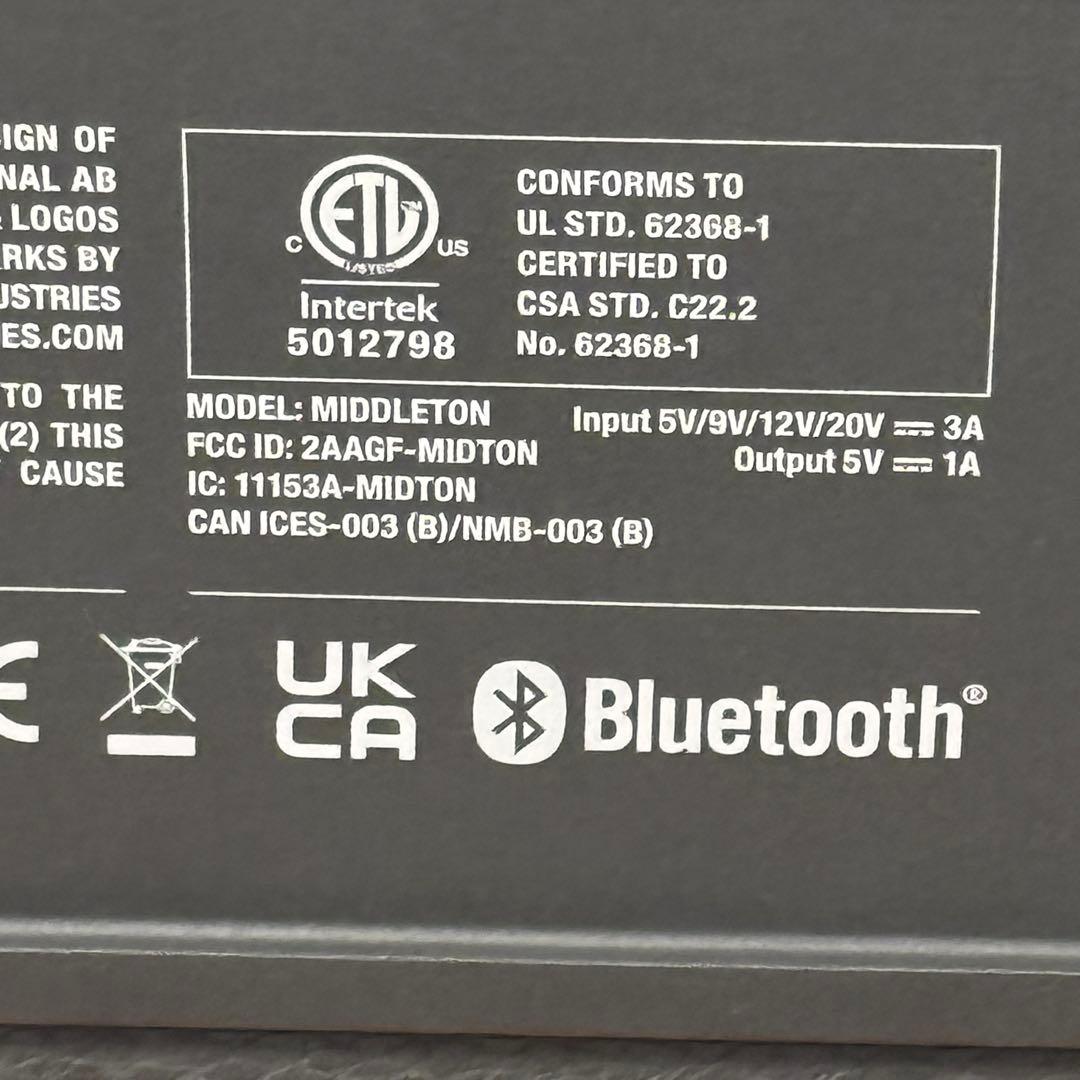 IGN OF
NAL AB
LOGOS
RKS BY
USTRIES
ES.COM
TO THE
(2) THIS
CAUSE
ETL
C
US
Intertek
5012798
CONFORMS TO
UL STD. 62368-1
CERTIFIED TO
CSA STD. C22.2
No. 62368-1
MODEL: MIDDLETON
FCC ID: 2AAGF-MIDTON
IC: 11153A-MIDTON
CAN ICES-003 (B)/NMB-003 (B)
Input 5V/9V/12V/20V ⎓ 3A
Output 5V ⎓ 1A
CE
UK
CA
Bluetooth®